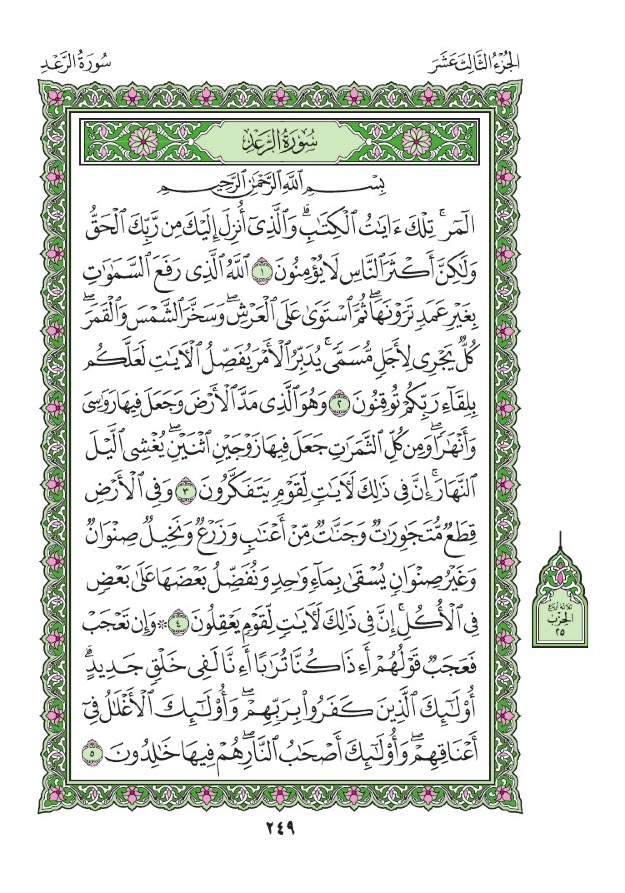 الجُزْءُ الثَّالِثَ عَشَرَ
سُورَةُ الرَّعْدِ
سُورَةُ الرَّعْدِ
بِسْمِ اللَّهِ الرَّحْمَٰنِ الرَّحِيمِ
الٓمٓرۚ تِلْكَ ءَايَٰتُ ٱلْكِتَٰبِۗ وَٱلَّذِىٓ أُنزِلَ إِلَيْكَ مِن رَّبِّكَ ٱلْحَقُّ
وَلَٰكِنَّ أَكْثَرَ ٱلنَّاسِ لَا يُؤْمِنُونَ ١ ٱللَّهُ ٱلَّذِى رَفَعَ ٱلسَّمَٰوَٰتِ
بِغَيْرِ عَمَدٍ تَرَوْنَهَاۖ ثُمَّ ٱسْتَوَىٰ عَلَى ٱلْعَرْشِۖ وَسَخَّرَ ٱلشَّمْسَ وَٱلْقَمَرَۖ
كُلٌّ يَجْرِى لِأَجَلٍ مُّسَمًّىۚ يُدَبِّرُ ٱلْأَمْرَ يُفَصِّلُ ٱلْءَايَٰتِ لَعَلَّكُم
بِلِقَآءِ رَبِّكُمْ تُوقِنُونَ ٢ وَهُوَ ٱلَّذِى مَدَّ ٱلْأَرْضَ وَجَعَلَ فِيهَا رَوَٰسِىَ
وَأَنْهَٰرًاۖ وَمِن كُلِّ ٱلثَّمَرَٰتِ جَعَلَ فِيهَا زَوْجَيْنِ ٱثْنَيْنِۖ يُغْشِى ٱلَّيْلَ
ٱلنَّهَارَۚ إِنَّ فِى ذَٰلِكَ لَءَايَٰتٍ لِّقَوْمٍ يَتَفَكَّرُونَ ٣ وَفِى ٱلْأَرْضِ
قِطَعٌ مُّتَجَٰوِرَٰتٌ وَجَنَّٰتٌ مِّنْ أَعْنَٰبٍ وَزَرْعٌ وَنَخِيلٌ صِنْوَانٌ
وَغَيْرُ صِنْوَانٍ يُسْقَىٰ بِمَآءٍ وَٰحِدٍ وَنُفَضِّلُ بَعْضَهَا عَلَىٰ بَعْضٍ
فِى ٱلْأُكُلِۚ إِنَّ فِى ذَٰلِكَ لَءَايَٰتٍ لِّقَوْمٍ يَعْقِلُونَ ٤ ۞وَإِن تَعْجَبْ
فَعَجَبٌ قَوْلُهُمْ أَءِذَا كُنَّا تُرَٰبًا أَءِنَّا لَفِى خَلْقٍ جَدِيدٍۗ
أُو۟لَٰٓئِكَ ٱلَّذِينَ كَفَرُوا۟ بِرَبِّهِمْۖ وَأُو۟لَٰٓئِكَ ٱلْأَغْلَٰلُ فِىٓ
أَعْنَاقِهِمْۖ وَأُو۟لَٰٓئِكَ أَصْحَٰبُ ٱلنَّارِۖ هُمْ فِيهَا خَٰلِدُونَ ٥
ثلاثة أرباع
الحزب
٢٥
٢٤٩